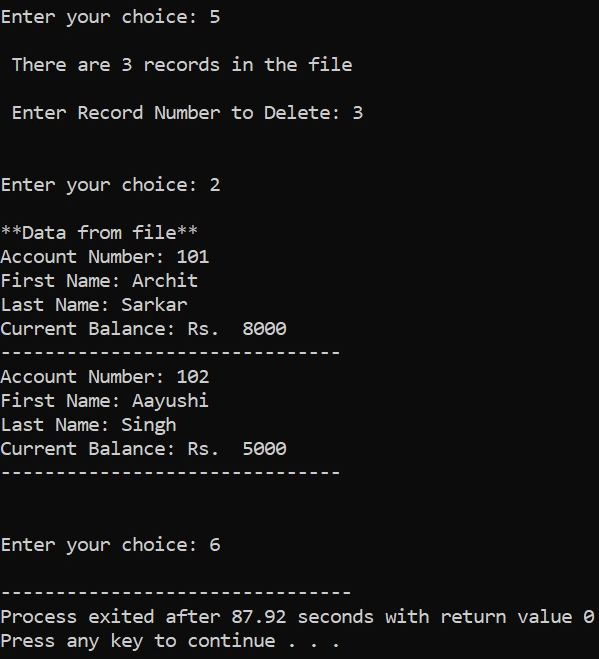 Enter your choice: 5
There are 3 records in the file
Enter Record Number to Delete: 3
Enter your choice: 2
**Data from file**
Account Number: 101
First Name: Archit
Last Name: Sarkar
Current Balance: Rs.  8000
-------------------------------
Account Number: 102
First Name: Aayushi
Last Name: Singh
Current Balance: Rs.  5000
-------------------------------
Enter your choice: 6
--------------------------------
Process exited after 87.92 seconds with return value 0
Press any key to continue . . .